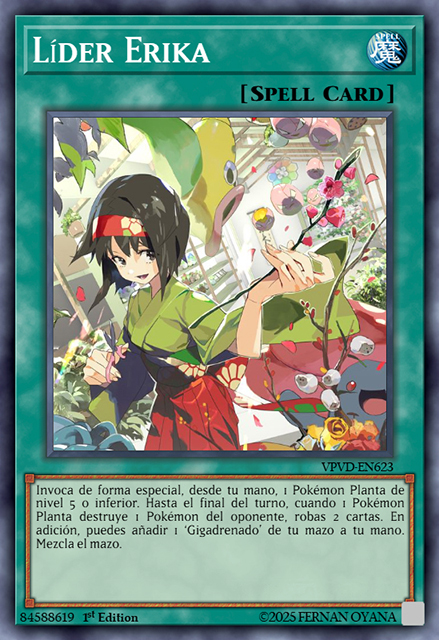 LÍDER ERIKA
SPELL
魔
[SPELL CARD]
VPVD-EN623
Invoca de forma especial, desde tu mano, 1 Pokémon Planta de
nivel 5 o inferior. Hasta el final del turno, cuando 1 Pokémon
Planta destruye 1 Pokémon del oponente, robas 2 cartas. En
adición, puedes añadir 1 ‘Gigadrenado’ de tu mazo a tu mano.
Mezcla el mazo.
84588619 1st Edition ©2025 FERNAN OYANA